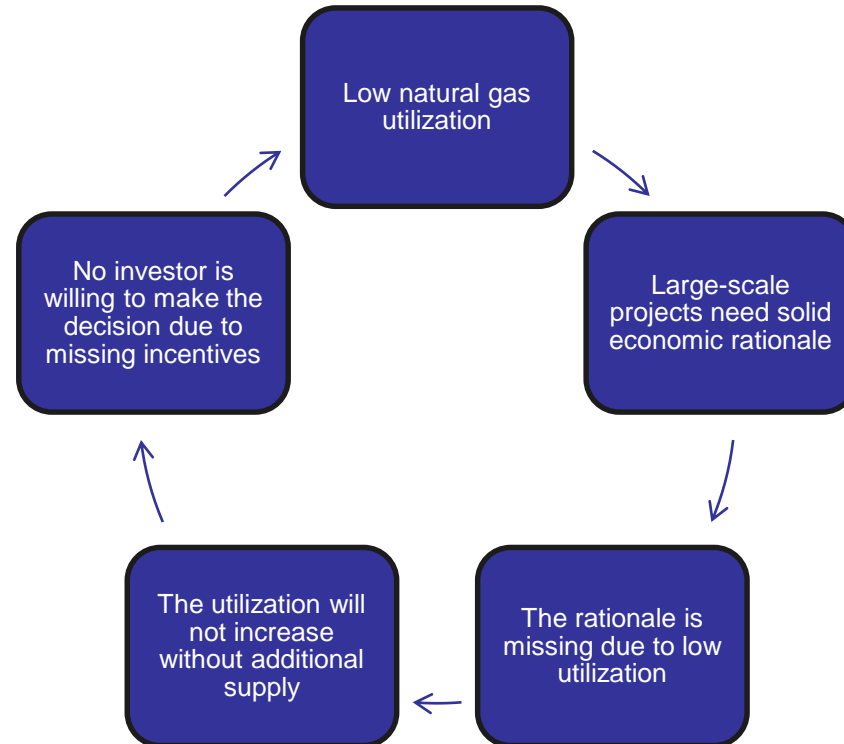 Low natural gas
utilization
Large-scale
projects need solid
economic rationale
The rationale is
missing due to low
utilization
The utilization will
not increase
without additional
supply
No investor is
willing to make the
decision due to
missing incentives